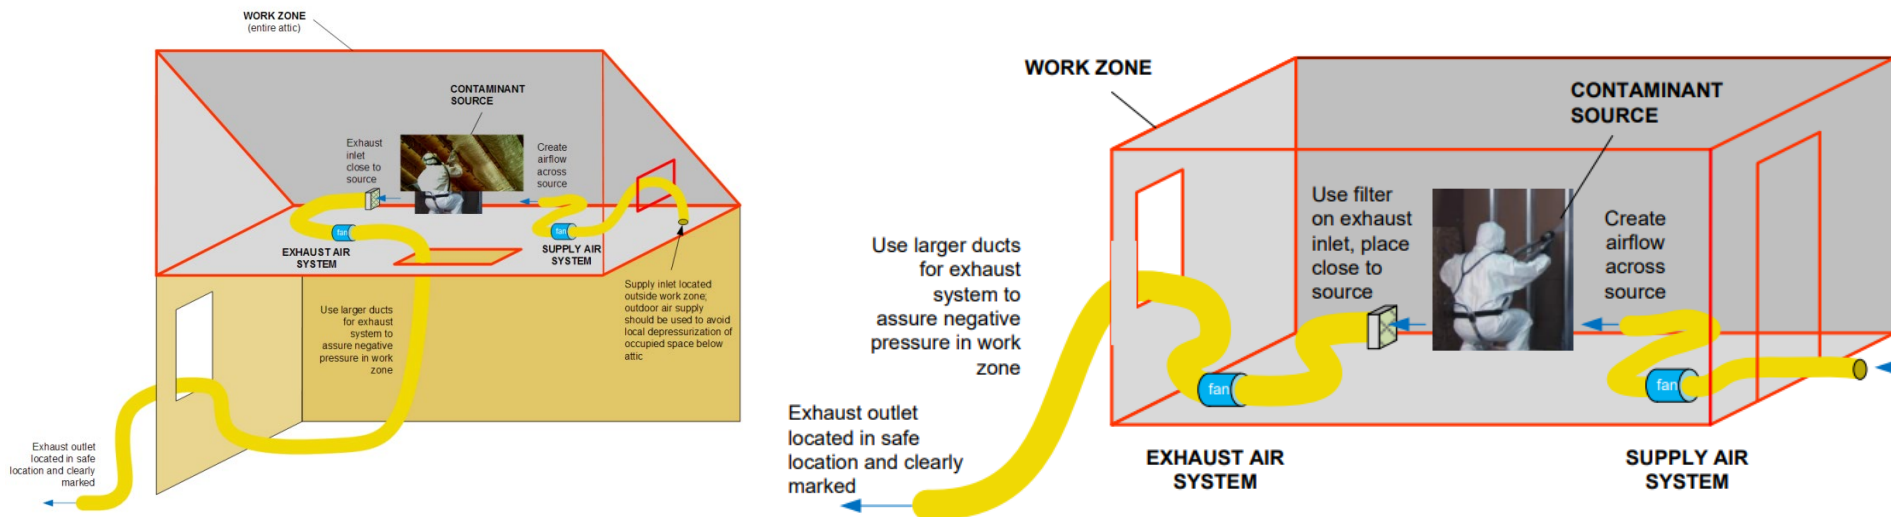 WORK ZONE
(entire attic)
CONTAMINANT
SOURCE
Exhaust
inlet
close to
source
Create
airflow
across
source
fan
fan
EXHAUST AIR
SYSTEM
SUPPLY AIR
SYSTEM
Use larger ducts
for exhaust
system to
assure negative
pressure in work
zone
Supply inlet located
outside work zone;
outdoor air supply
should be used to avoid
local depressurization of
occupied space below
attic
Exhaust outlet
located in safe
location and clearly
marked
WORK ZONE
CONTAMINANT
SOURCE
Use filter
on exhaust
inlet, place
close to
source
Create
airflow
across
source
Use larger ducts
for exhaust
system to
assure negative
pressure in work
zone
fan
fan
Exhaust outlet
located in safe
location and clearly
marked
EXHAUST AIR
SYSTEM
SUPPLY AIR
SYSTEM